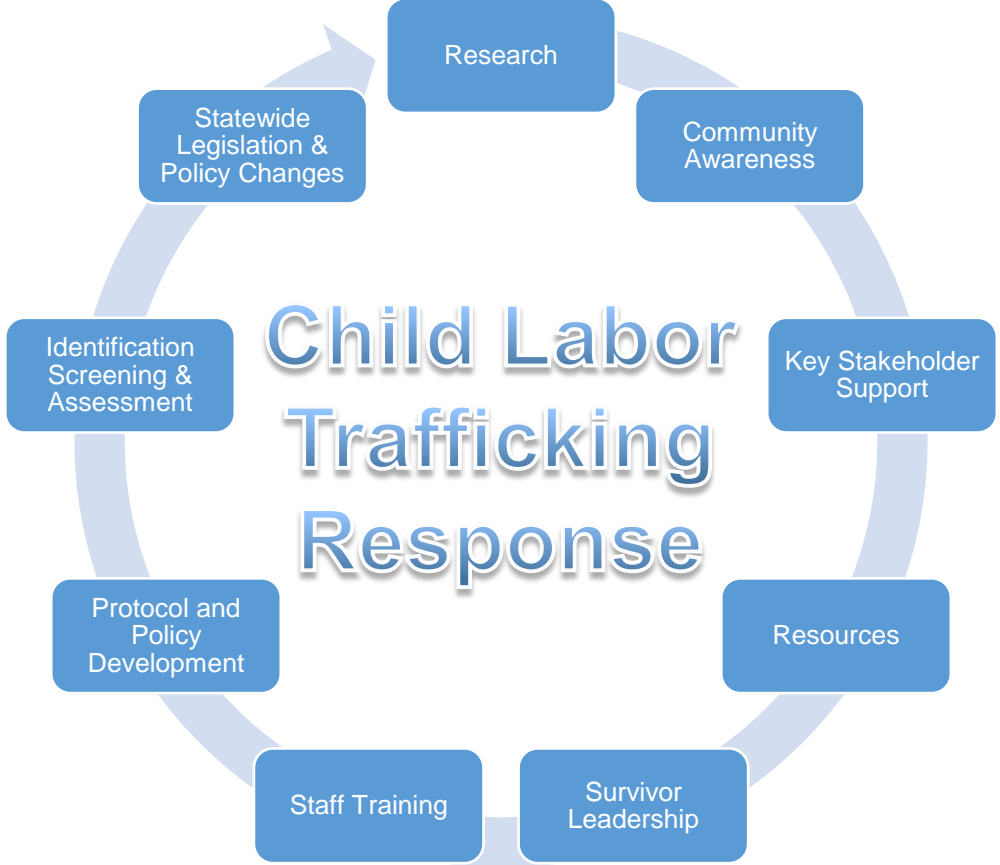 Research
Community
Awareness
Key Stakeholder
Support
Resources
Survivor
Leadership
Staff Training
Protocol and
Policy
Development
Identification
Screening &
Assessment
Statewide
Legislation &
Policy Changes
Child Labor
Trafficking
Response